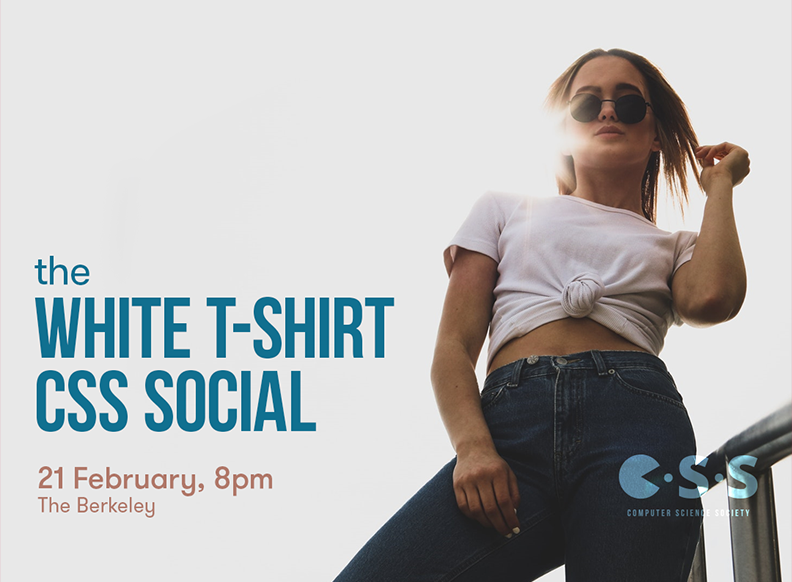 the
WHITE T-SHIRT
CSS SOCIAL
21 February, 8pm
The Berkeley
C·S·S
COMPUTER SCIENCE SOCIETY